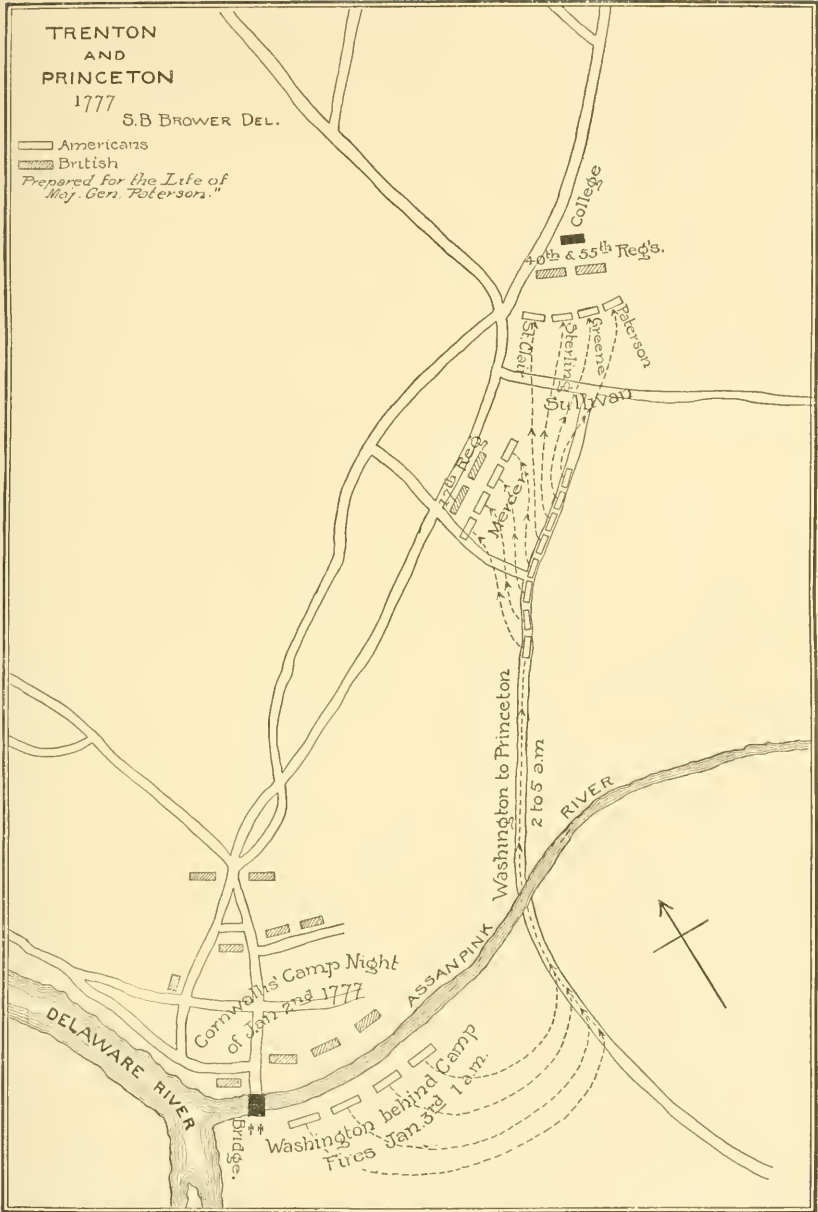 TRENTON
AND
PRINCETON
1777
S.B BROWER DEL.
Americans
British
Prepared for the Life of
Maj. Gen. Paterson."
College
40th & 55th Reg's.
St. Clair
Sterling
Greene
Paterson
Sullivan
17th Reg
Mercer
Washington to Princeton
2 to 5 a.m
ASSANPINK RIVER
Cornwallis' Camp Night
of Jan 2nd 1777
DELAWARE RIVER
Bridge.
Washington behind Camp
Fires Jan. 3rd 1 a.m.